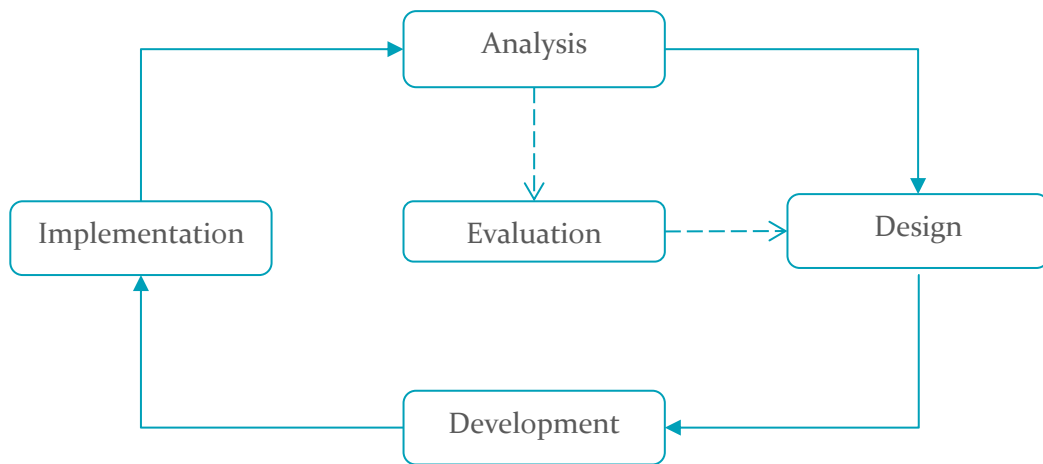 Analysis
Implementation
Evaluation
Design
Development